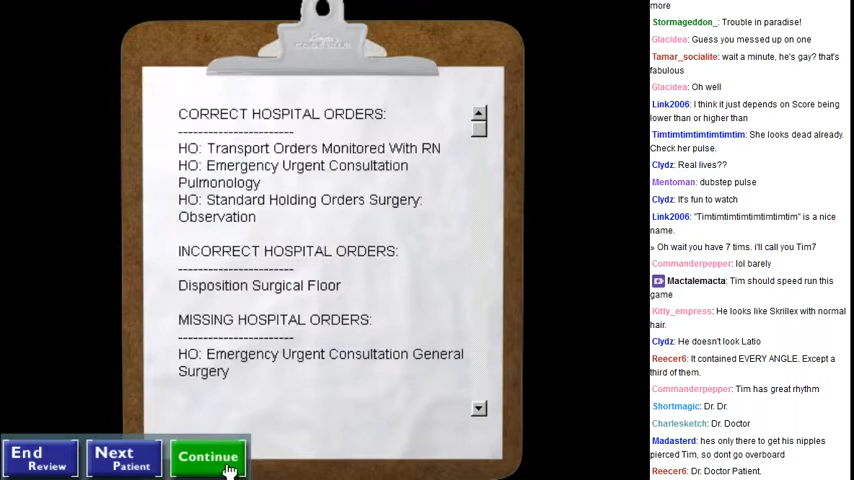 CORRECT HOSPITAL ORDERS:
-----------------------
HO: Transport Orders Monitored With RN
HO: Emergency Urgent Consultation
Pulmonology
HO: Standard Holding Orders Surgery:
Observation
INCORRECT HOSPITAL ORDERS:
-----------------------
Disposition Surgical Floor
MISSING HOSPITAL ORDERS:
-----------------------
HO: Emergency Urgent Consultation General
Surgery
End
Review
Next
Patient
Continue
more
Stormageddon_: Trouble in paradise!
Glacidea: Guess you messed up on one
Tamar_socialite: wait a minute, he's gay? that's
fabulous
Glacidea: Oh well
Link2006: I think it just depends on Score being
lower than or higher than
Timtimtimtimtimtimtim: She looks dead already.
Check her pulse.
Clydz: Real lives??
Mentoman: dubstep pulse
Clydz: It's fun to watch
Link2006: "Timtimtimtimtimtimtim" is a nice
name.
» Oh wait you have 7 tims. i'll call you Tim7
Commanderpepper: lol barely
Mactalemacta: Tim should speed run this
game
Kitty_empress: He looks like Skrillex with normal
hair.
Clydz: He doesn't look Latio
Reecer6: It contained EVERY ANGLE. Except a
third of them.
Commanderpepper: Tim has great rhythm
Shortmagic: Dr. Dr.
Charlesketch: Dr. Doctor
Madasterd: hes only there to get his nipples
pierced Tim, so dont go overboard
Reecer6: Dr. Doctor Patient.